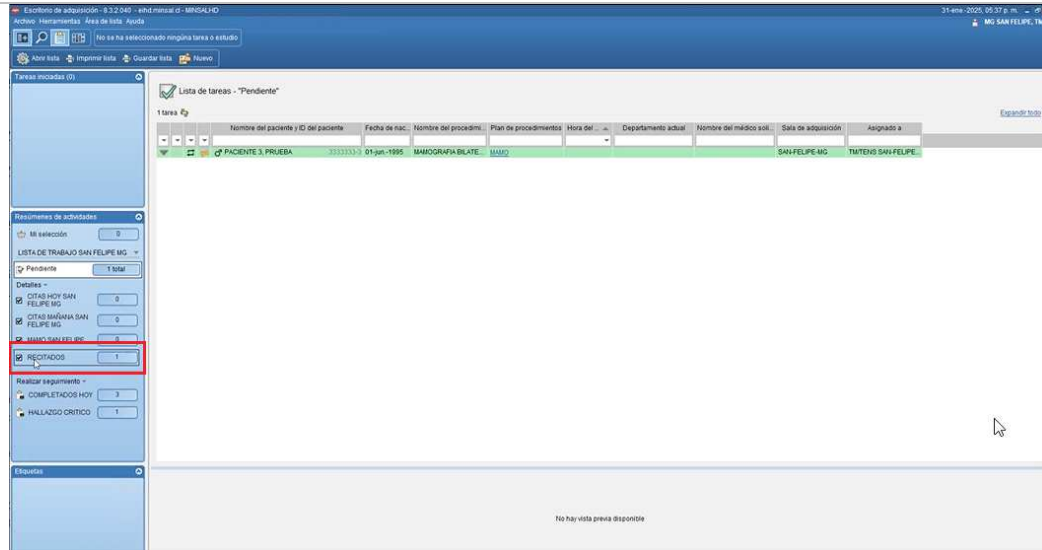 Escritorio de adquisición - 8.3.2.040 - eihd.minsal.cl - MINSALHD
31-ene.-2025, 05:37 p. m.
Archivo Herramientas Área de lista Ayuda
MG SAN FELIPE, TM
No se ha seleccionado ningúna tarea o estudio
Abrir lista Imprimir lista Guardar lista Nuevo
Tareas iniciadas (0)
Lista de tareas - "Pendiente"
1 tarea
Expandir todo
Nombre del paciente y ID del paciente Fecha de nac... Nombre del procedimi... Plan de procedimientos Hora del ... Departamento actual Nombre del médico soli... Sala de adquisición Asignado a
PACIENTE 3, PRUEBA 3333333-3 01-jun.-1995 MAMOGRAFIA BILATE... MAMO SAN-FELIPE-MG TM/TENS SAN-FELIPE...
Resúmenes de actividades
Mi selección 0
LISTA DE TRABAJO SAN FELIPE MG
Pendiente 1 total
Detalles
CITAS HOY SAN FELIPE MG 0
CITAS MAÑANA SAN FELIPE MG 0
MAMO SAN FELIPE 0
RECITADOS 1
Realizar seguimiento
COMPLETADOS HOY 3
HALLAZGO CRITICO 1
Etiquetas
No hay vista previa disponible